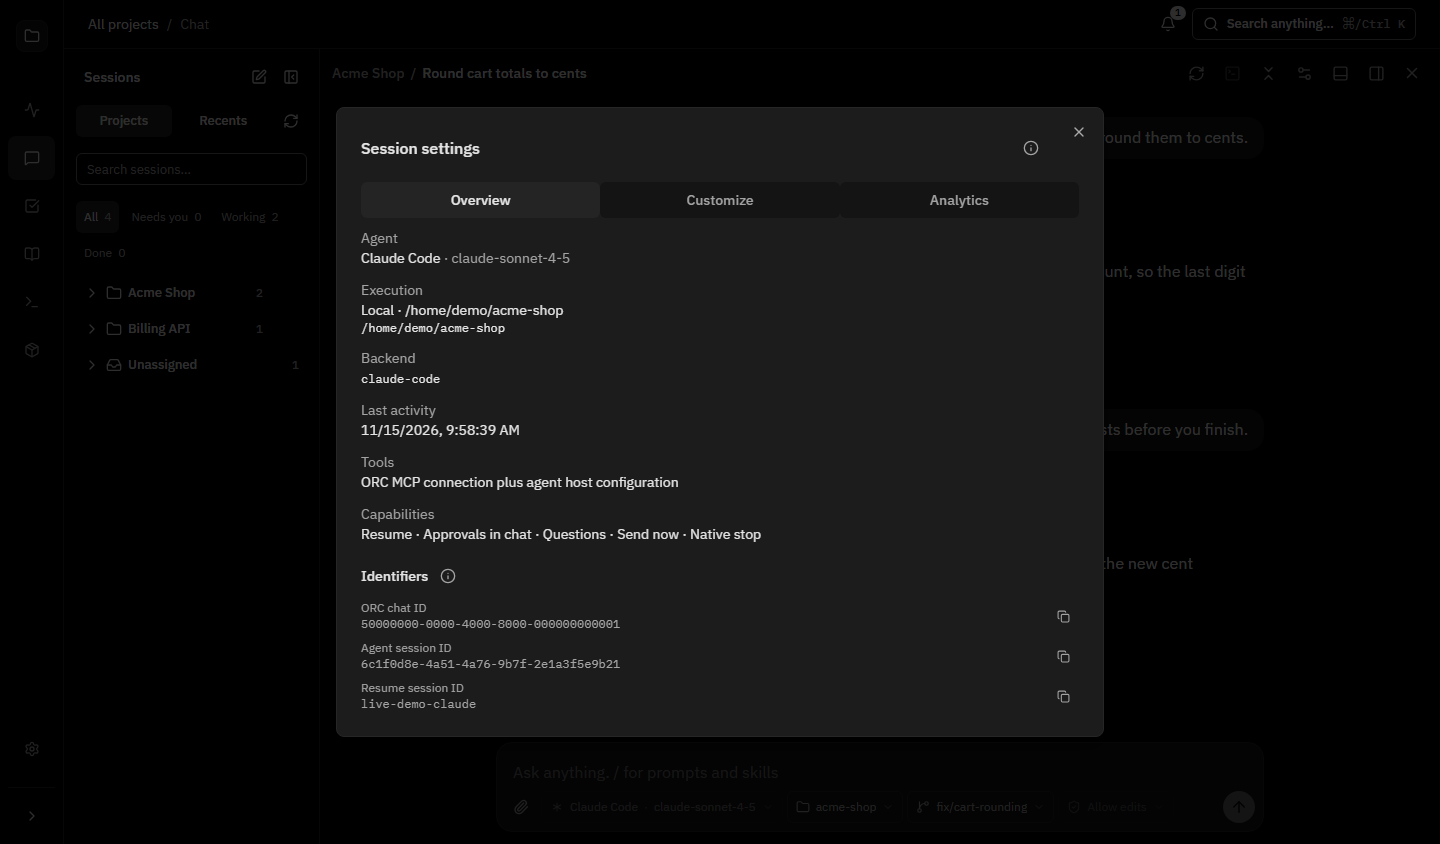 All projects / Chat
1
Search anything... ⌘/Ctrl K
Sessions
Projects
Recents
Search sessions...
All 4
Needs you 0
Working 2
Done 0
Acme Shop 2
Billing API 1
Unassigned 1
Acme Shop / Round cart totals to cents
ound them to cents.
unt, so the last digit
sts before you finish.
the new cent
Session settings
Overview
Customize
Analytics
Agent
Claude Code · claude-sonnet-4-5
Execution
Local · /home/demo/acme-shop
/home/demo/acme-shop
Backend
claude-code
Last activity
11/15/2026, 9:58:39 AM
Tools
ORC MCP connection plus agent host configuration
Capabilities
Resume · Approvals in chat · Questions · Send now · Native stop
Identifiers
ORC chat ID
50000000-0000-4000-8000-000000000001
Agent session ID
6c1f0d8e-4a51-4a76-9b7f-2e1a3f5e9b21
Resume session ID
live-demo-claude
Ask anything. / for prompts and skills
Claude Code claude-sonnet-4-5
acme-shop
fix/cart-rounding
Allow edits